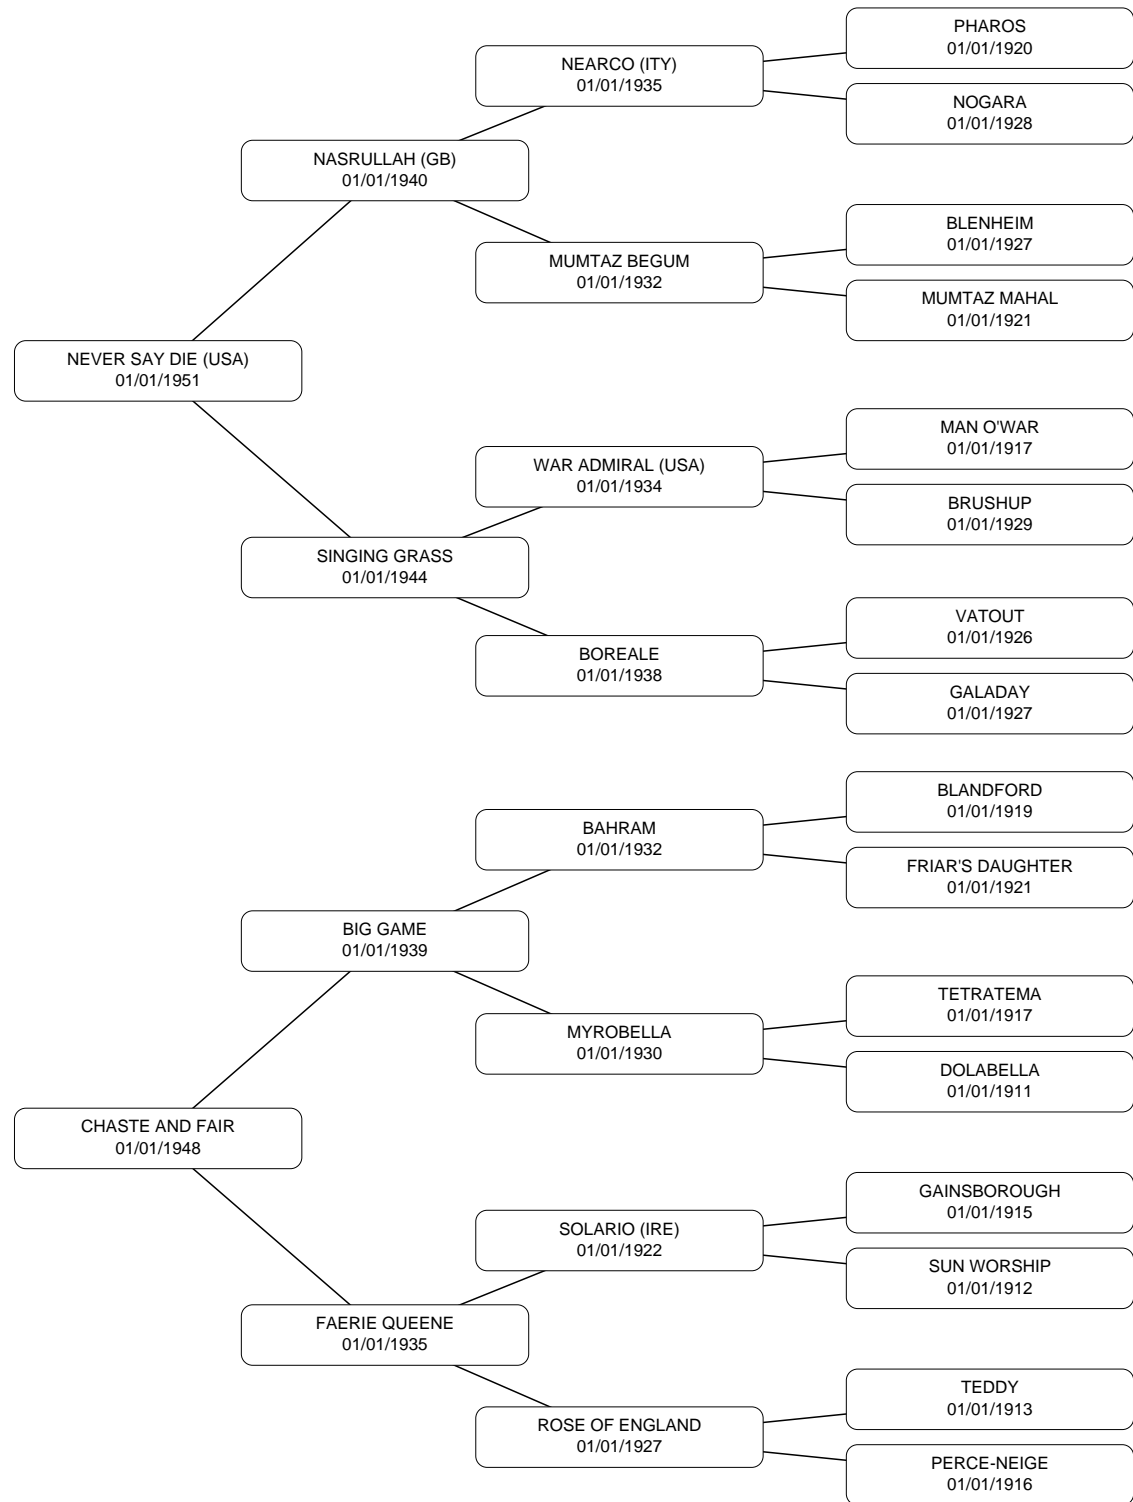 PHAROS
01/01/1920
NEARCO (ITY)
01/01/1935
NOGARA
01/01/1928
NASRULLAH (GB)
01/01/1940
BLENHEIM
01/01/1927
MUMTAZ BEGUM
01/01/1932
MUMTAZ MAHAL
01/01/1921
NEVER SAY DIE (USA)
01/01/1951
MAN O'WAR
01/01/1917
WAR ADMIRAL (USA)
01/01/1934
BRUSHUP
01/01/1929
SINGING GRASS
01/01/1944
VATOUT
01/01/1926
BOREALE
01/01/1938
GALADAY
01/01/1927
BLANDFORD
01/01/1919
BAHRAM
01/01/1932
FRIAR'S DAUGHTER
01/01/1921
BIG GAME
01/01/1939
TETRATEMA
01/01/1917
MYROBELLA
01/01/1930
DOLABELLA
01/01/1911
CHASTE AND FAIR
01/01/1948
GAINSBOROUGH
01/01/1915
SOLARIO (IRE)
01/01/1922
SUN WORSHIP
01/01/1912
FAERIE QUEENE
01/01/1935
TEDDY
01/01/1913
ROSE OF ENGLAND
01/01/1927
PERCE-NEIGE
01/01/1916